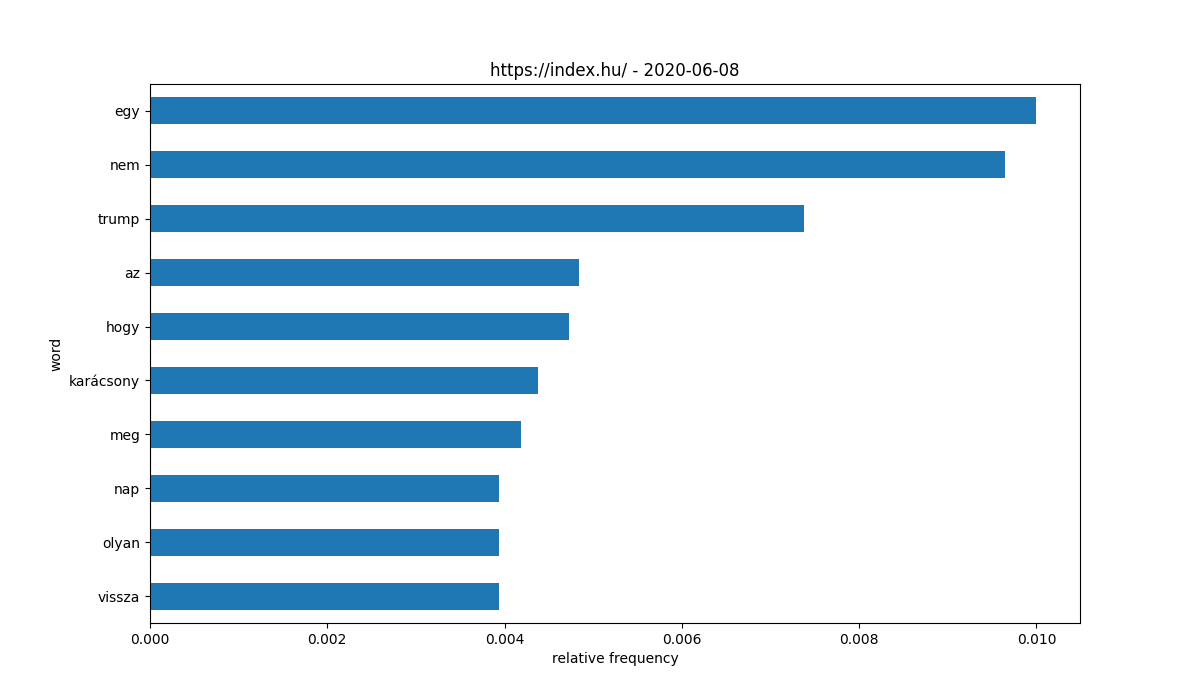 https://index.hu/ - 2020-06-08
egy
nem
trump
az
hogy
word
karácsony
meg
nap
olyan
vissza
0.000 0.002 0.004 0.006 0.008 0.010
relative frequency